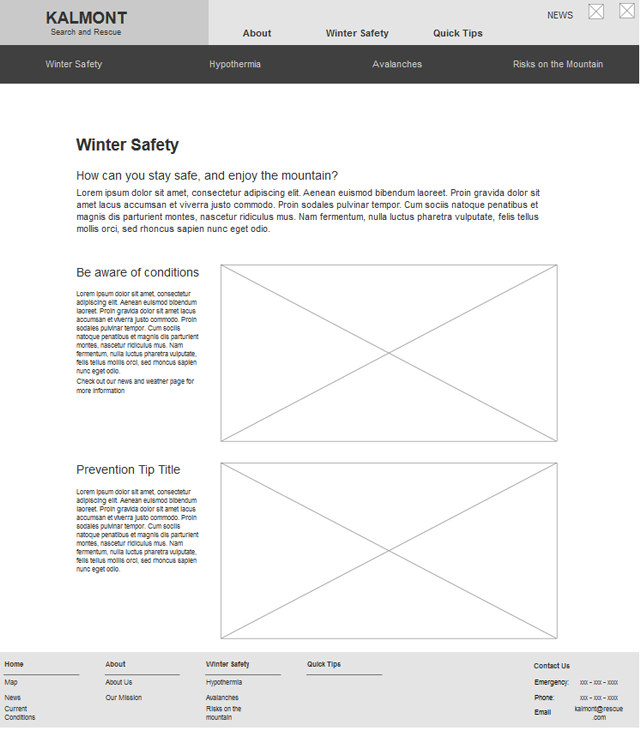 KALMONT
Search and Rescue
NEWS
About
Winter Safety
Quick Tips
Winter Safety
Hypothermia
Avalanches
Risks on the Mountain
Winter Safety
How can you stay safe, and enjoy the mountain?
Lorem ipsum dolor sit amet, consectetur adipiscing elit. Aenean euismod bibendum laoreet. Proin gravida dolor sit
amet lacus accumsan et viverra justo commodo. Proin sodales pulvinar tempor. Cum sociis natoque penatibus et
magnis dis parturient montes, nascetur ridiculus mus. Nam fermentum, nulla luctus pharetra vulputate, felis tellus
mollis orci, sed rhoncus sapien nunc eget odio.
Be aware of conditions
Lorem ipsum dolor sit amet, consectetur
adipiscing elit. Aenean euismod bibendum
laoreet. Proin gravida dolor sit amet lacus
accumsan et viverra justo commodo. Proin
sodales pulvinar tempor. Cum sociis
natoque penatibus et magnis dis parturient
montes, nascetur ridiculus mus. Nam
fermentum, nulla luctus pharetra vulputate,
felis tellus mollis orci, sed rhoncus sapien
nunc eget odio.
Check out our news and weather page for
more information
Prevention Tip Title
Lorem ipsum dolor sit amet, consectetur
adipiscing elit. Aenean euismod bibendum
laoreet. Proin gravida dolor sit amet lacus
accumsan et viverra justo commodo. Proin
sodales pulvinar tempor. Cum sociis
natoque penatibus et magnis dis parturient
montes, nascetur ridiculus mus. Nam
fermentum, nulla luctus pharetra vulputate,
felis tellus mollis orci, sed rhoncus sapien
nunc eget odio.
Home
Map
News
Current
Conditions
About
About Us
Our Mission
Winter Safety
Hypothermia
Avalanches
Risks on the
mountain
Quick Tips
Contact Us
Emergency: xxx - xxx - xxxx
Phone: xxx - xxx - xxxx
Email kalmont@rescue
.com